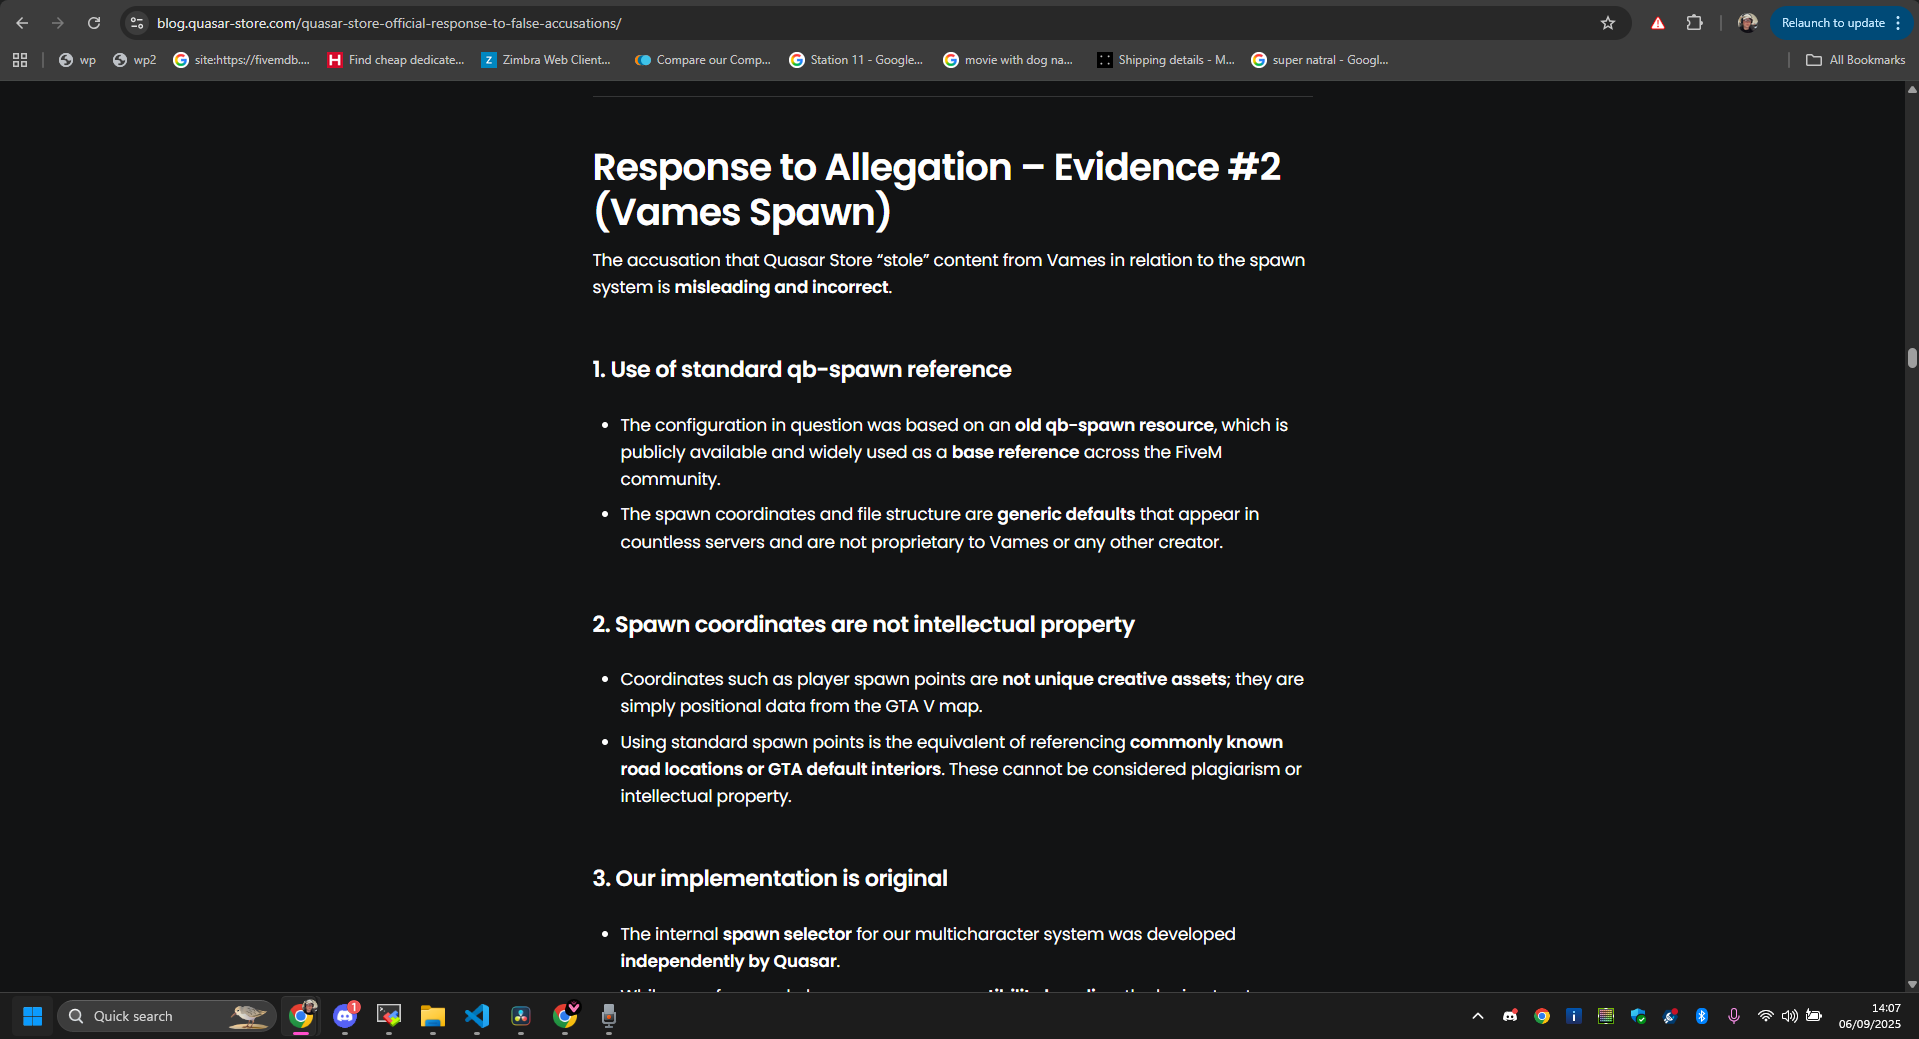 blog.quasar-store.com/quasar-store-official-response-to-false-accusations/
Relaunch to update
wp
wp2
site:https://fivemdb....
H Find cheap dedicate...
Z Zimbra Web Client...
Compare our Comp...
Station 11 - Google...
movie with dog na...
Shipping details - M...
super natral - Googl...
All Bookmarks
Response to Allegation – Evidence #2
(Vames Spawn)
The accusation that Quasar Store “stole” content from Vames in relation to the spawn
system is misleading and incorrect.
1. Use of standard qb-spawn reference
• The configuration in question was based on an old qb-spawn resource, which is
publicly available and widely used as a base reference across the FiveM
community.
• The spawn coordinates and file structure are generic defaults that appear in
countless servers and are not proprietary to Vames or any other creator.
2. Spawn coordinates are not intellectual property
• Coordinates such as player spawn points are not unique creative assets; they are
simply positional data from the GTA V map.
• Using standard spawn points is the equivalent of referencing commonly known
road locations or GTA default interiors. These cannot be considered plagiarism or
intellectual property.
3. Our implementation is original
• The internal spawn selector for our multicharacter system was developed
independently by Quasar.
Quick search
1
14:07
06/09/2025